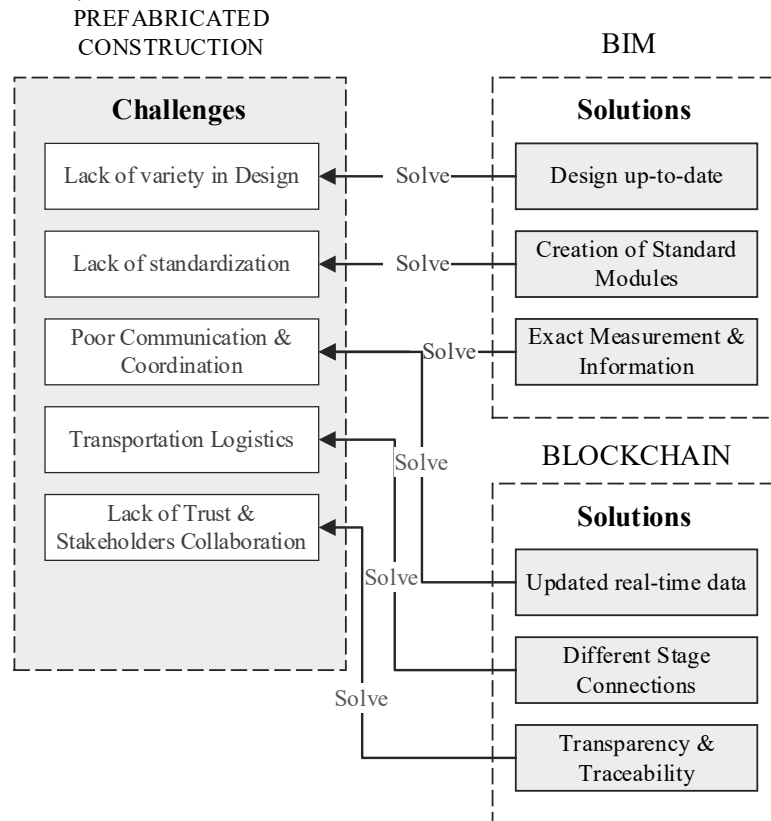 PREFABRICATED
CONSTRUCTION
Challenges
Lack of variety in Design
Lack of standardization
Poor Communication &
Coordination
Transportation Logistics
Lack of Trust &
Stakeholders Collaboration
Solve
Solve
Solve
Solve
Solve
Solve
BIM
Solutions
Design up-to-date
Creation of Standard
Modules
Exact Measurement &
Information
BLOCKCHAIN
Solutions
Updated real-time data
Different Stage
Connections
Transparency &
Traceability